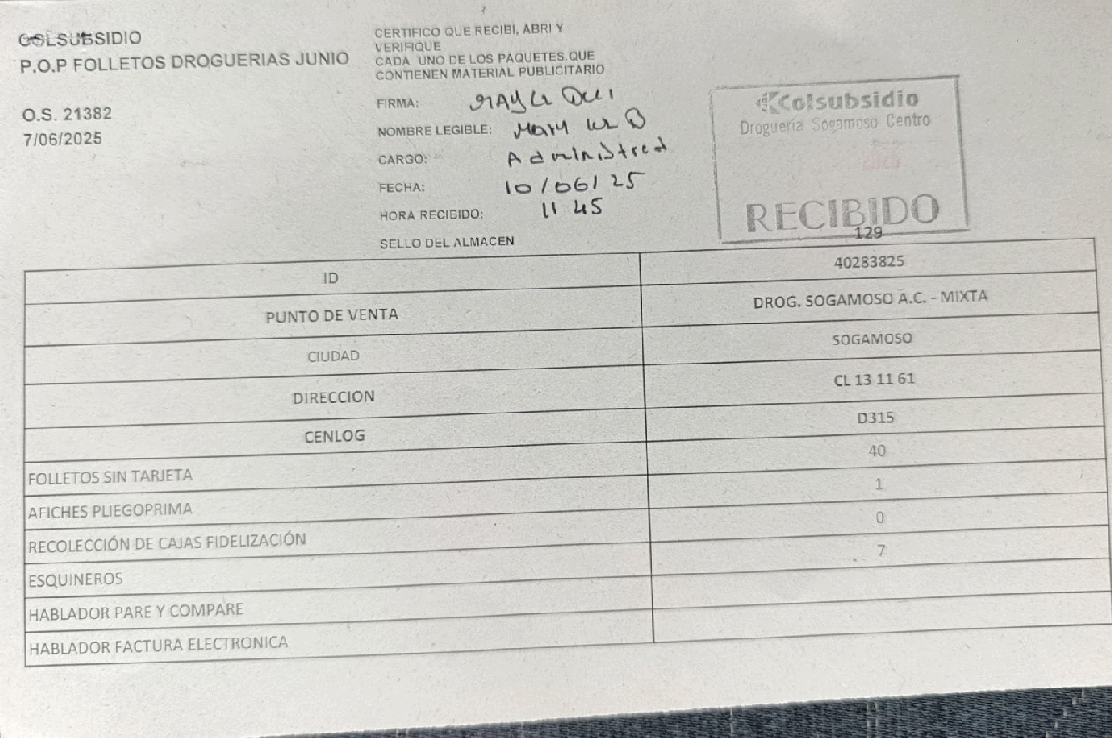 COLSUBSIDIO
P.O.P FOLLETOS DROGUERIAS JUNIO
O.S. 21382
7/06/2025
CERTIFICO QUE RECIBI, ABRI Y
VERIFIQUE
CADA UNO DE LOS PAQUETES QUE
CONTIENEN MATERIAL PUBLICITARIO
FIRMA:
NOMBRE LEGIBLE: Mary
CARGO: Administrad
FECHA: 10/06/25
HORA RECIBIDO: 11 45
SELLO DEL ALMACEN
Colsubsidio
Droguería Sogamoso Centro
RECIBIDO
129
ID 40283825
PUNTO DE VENTA DROG. SOGAMOSO A.C. - MIXTA
CIUDAD SOGAMOSO
DIRECCION CL 13 11 61
CENLOG D315
FOLLETOS SIN TARJETA 40
AFICHES PLIEGOPRIMA 1
RECOLECCIÓN DE CAJAS FIDELIZACIÓN 0
ESQUINEROS 7
HABLADOR PARE Y COMPARE
HABLADOR FACTURA ELECTRONICA